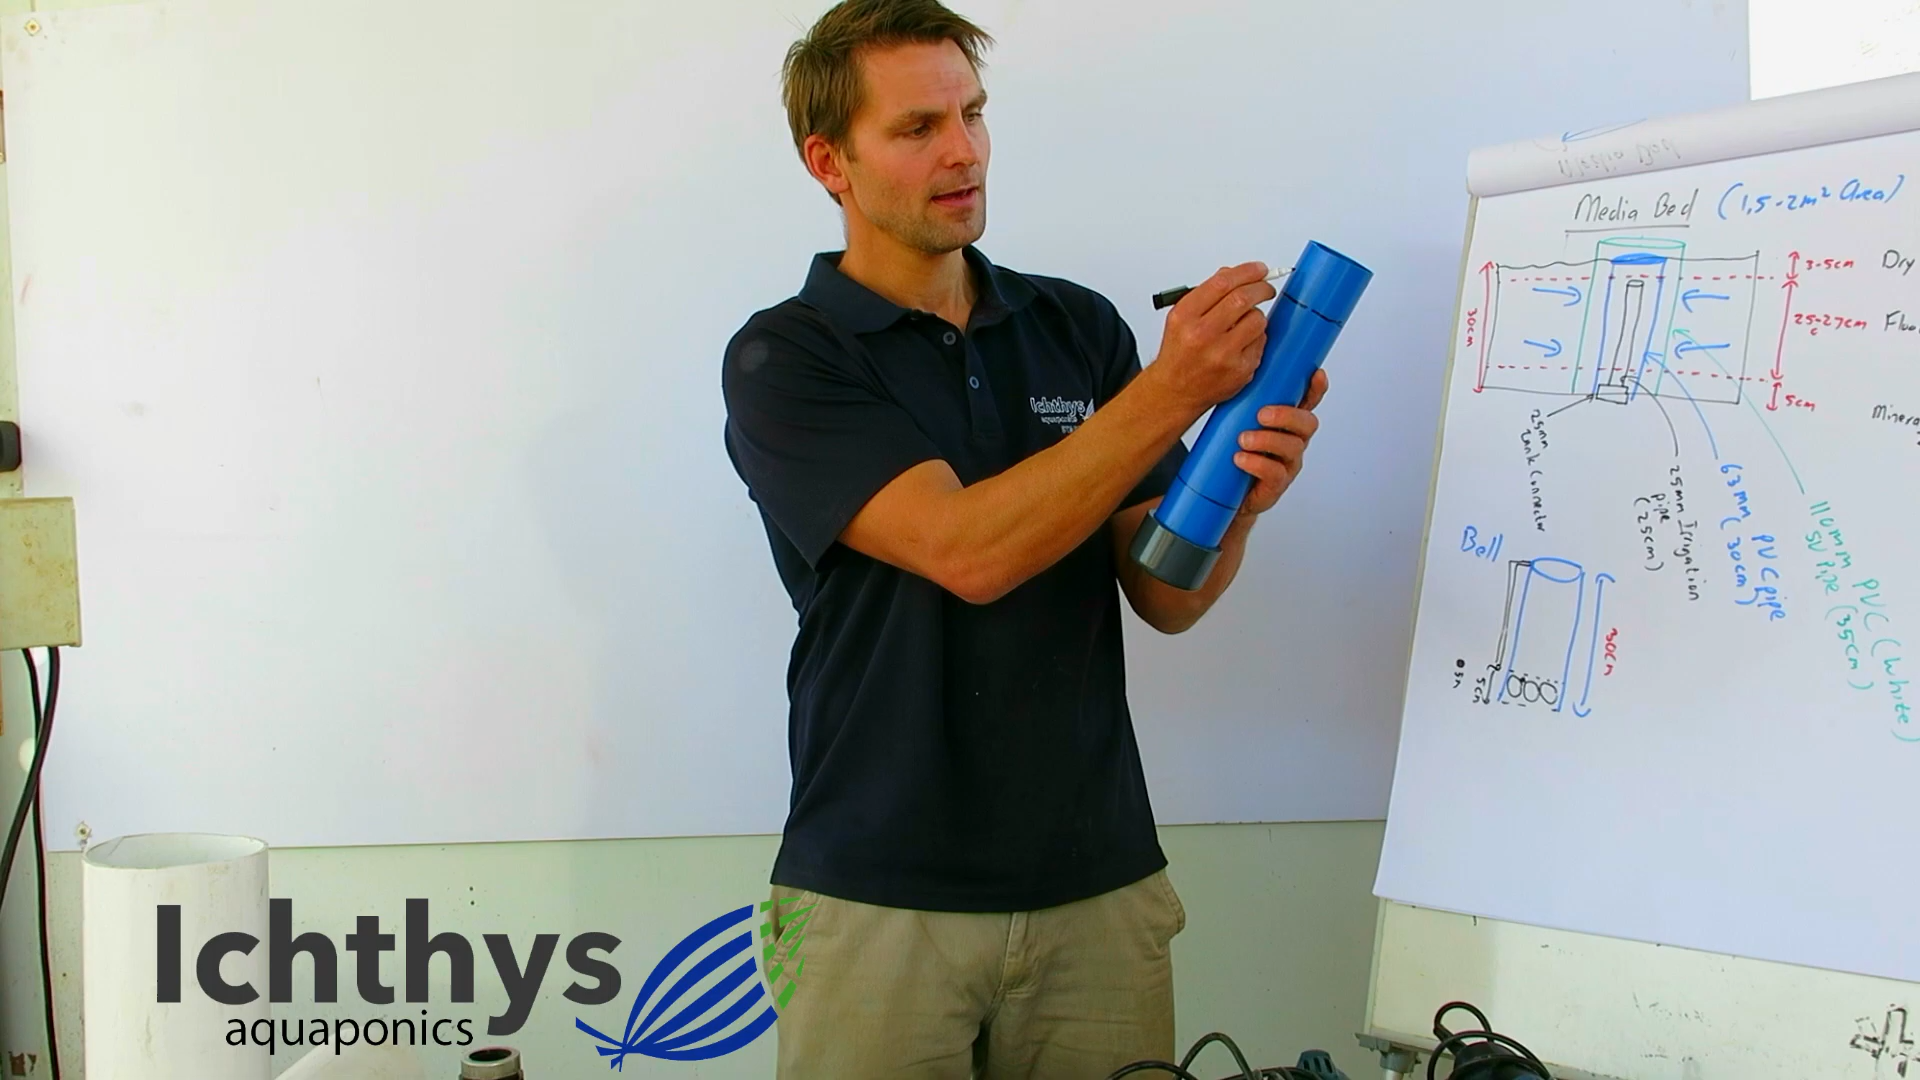 Media Bed (1,5-2m² Area)
3-5cm Dry
30cm
25-27cm
5cm
25mm
Tank Connector
25mm Irrigation
pipe
(25cm)
63mm PVC pipe
(30cm)
110mm PVC (white)
SV Pipe (35cm)
Bell
30cm
5cm
Ichthys
aquaponics
Ichthys
aquaponics